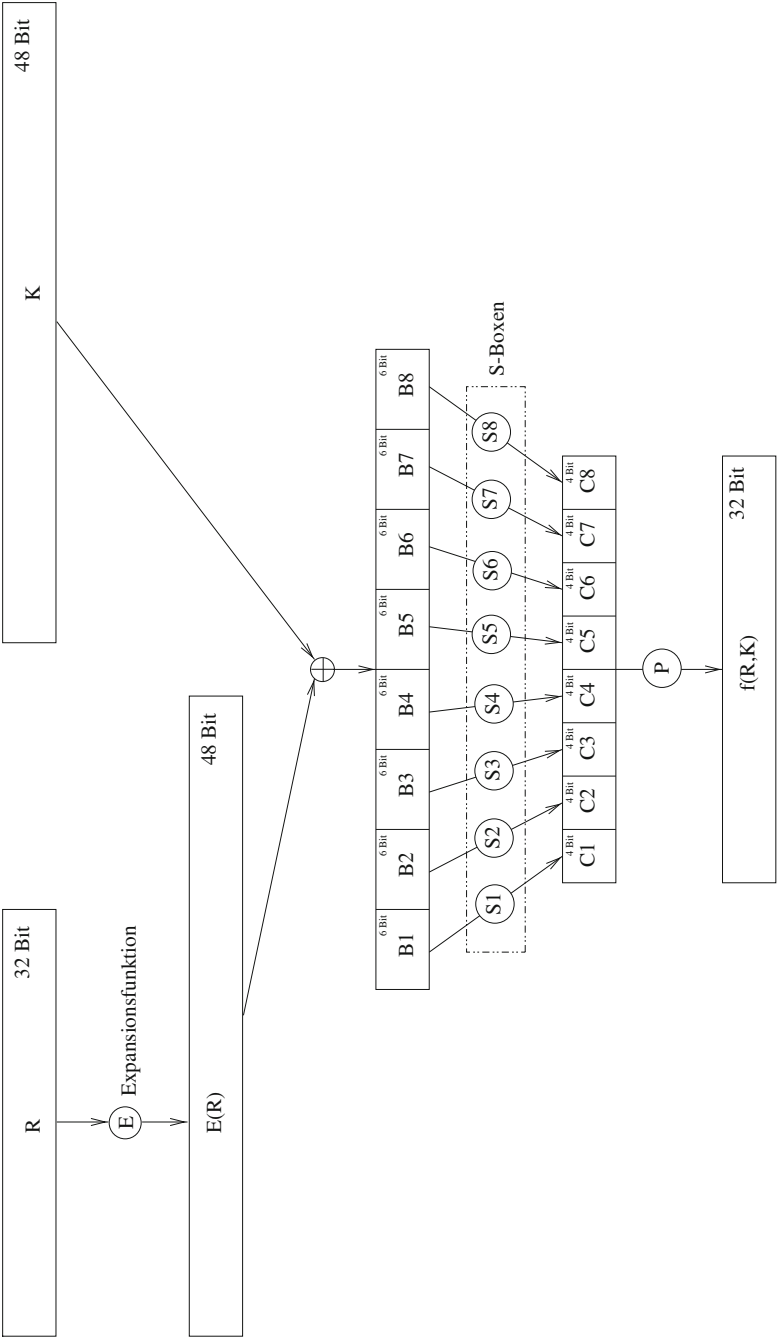 R 32 Bit
K 48 Bit
E Expansionsfunktion
E(R) 48 Bit
6 Bit 6 Bit 6 Bit 6 Bit 6 Bit 6 Bit 6 Bit 6 Bit
B1 B2 B3 B4 B5 B6 B7 B8
S1 S2 S3 S4 S5 S6 S7 S8
S-Boxen
4 Bit 4 Bit 4 Bit 4 Bit 4 Bit 4 Bit 4 Bit 4 Bit
C1 C2 C3 C4 C5 C6 C7 C8
P
f(R,K) 32 Bit